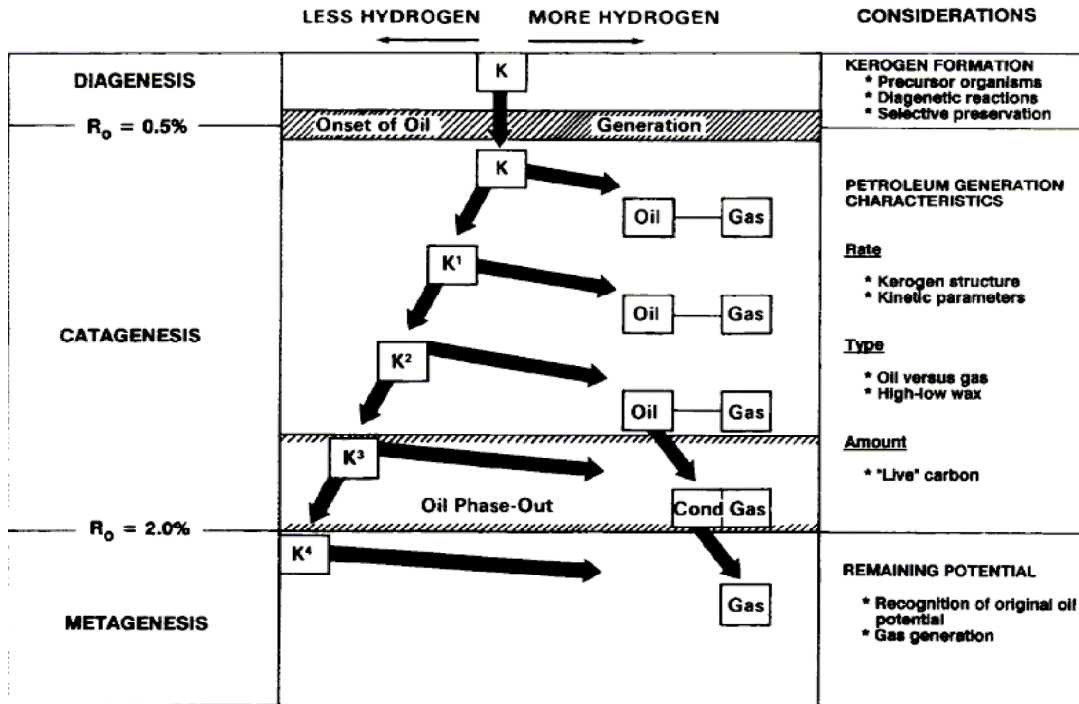 LESS HYDROGEN
MORE HYDROGEN
CONSIDERATIONS
DIAGENESIS
K
KEROGEN FORMATION
* Precursor organisms
* Diagenetic reactions
* Selective preservation
Rₒ = 0.5%
Onset of Oil
Generation
K
Oil
Gas
PETROLEUM GENERATION
CHARACTERISTICS
K¹
Oil
Gas
Rate
* Kerogen structure
* Kinetic parameters
CATAGENESIS
K²
Oil
Gas
Type
* Oil versus gas
* High-low wax
K³
Oil Phase-Out
Cond
Gas
Amount
* "Live" carbon
Rₒ = 2.0%
K⁴
Gas
METAGENESIS
REMAINING POTENTIAL
* Recognition of original oil
potential
* Gas generation